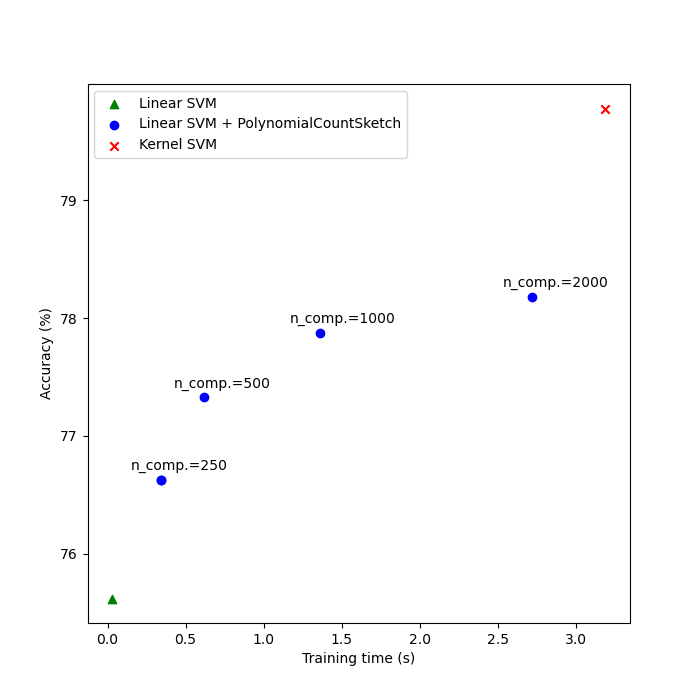 Linear SVM
Linear SVM + PolynomialCountSketch
Kernel SVM
79
78
77
76
Accuracy (%)
n_comp.=2000
n_comp.=1000
n_comp.=500
n_comp.=250
0.0 0.5 1.0 1.5 2.0 2.5 3.0
Training time (s)